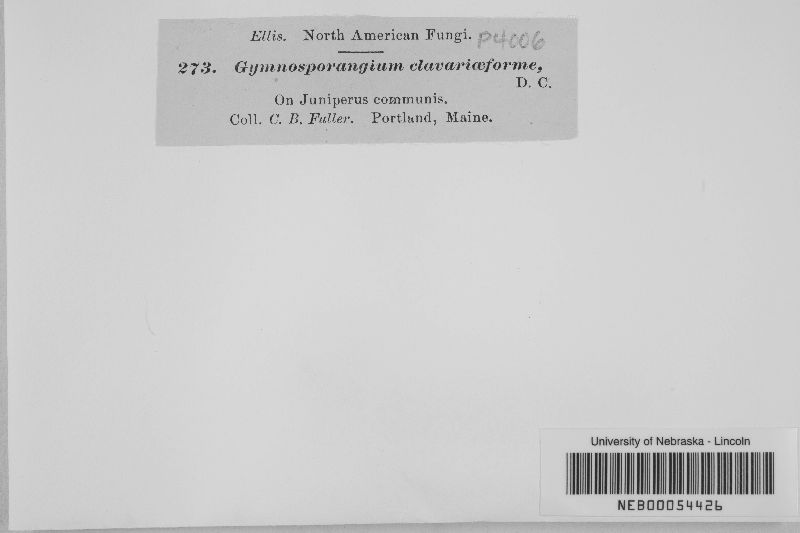 Ellis. North American Fungi. P4006
273. Gymnosporangium clavariæforme,
D. C.
On Juniperus communis.
Coll. C. B. Fuller. Portland, Maine.
University of Nebraska - Lincoln
NEB00054426